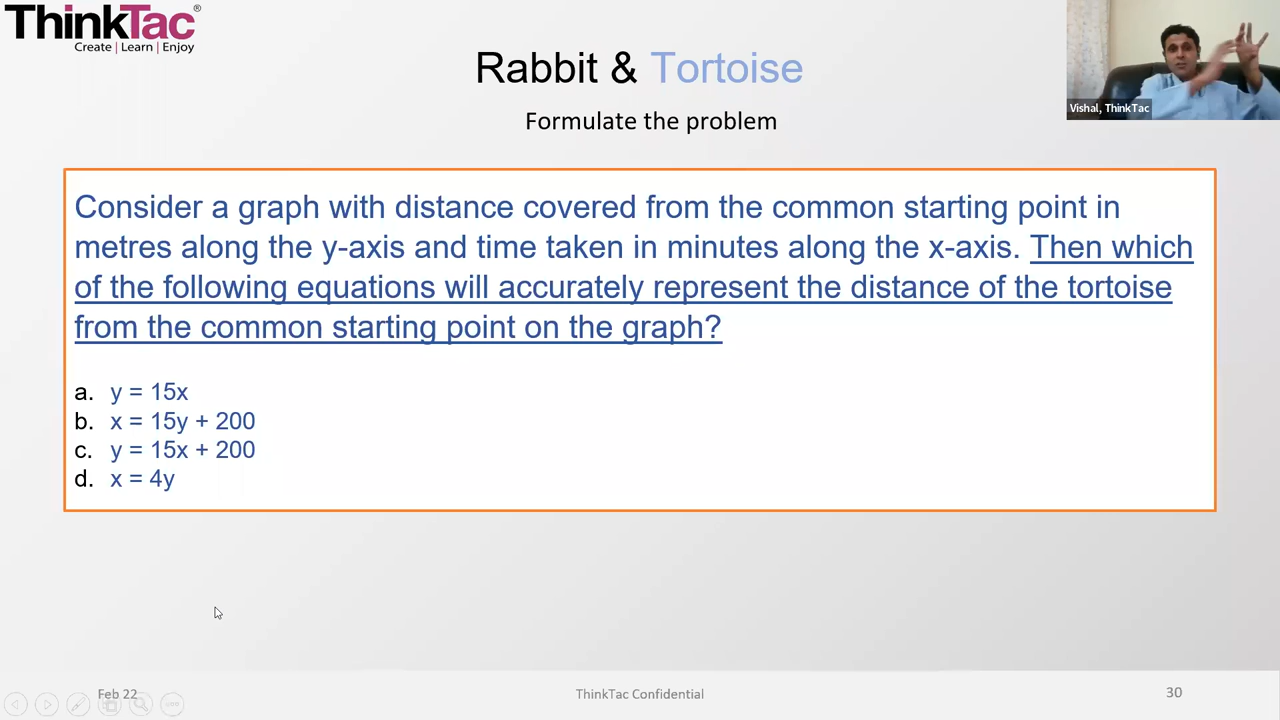 ThinkTac®
Create | Learn | Enjoy
Rabbit & Tortoise
Formulate the problem
Vishal, ThinkTac
Consider a graph with distance covered from the common starting point in
metres along the y-axis and time taken in minutes along the x-axis. Then which
of the following equations will accurately represent the distance of the tortoise
from the common starting point on the graph?
a. y = 15x
b. x = 15y + 200
c. y = 15x + 200
d. x = 4y
Feb 22
ThinkTac Confidential
30